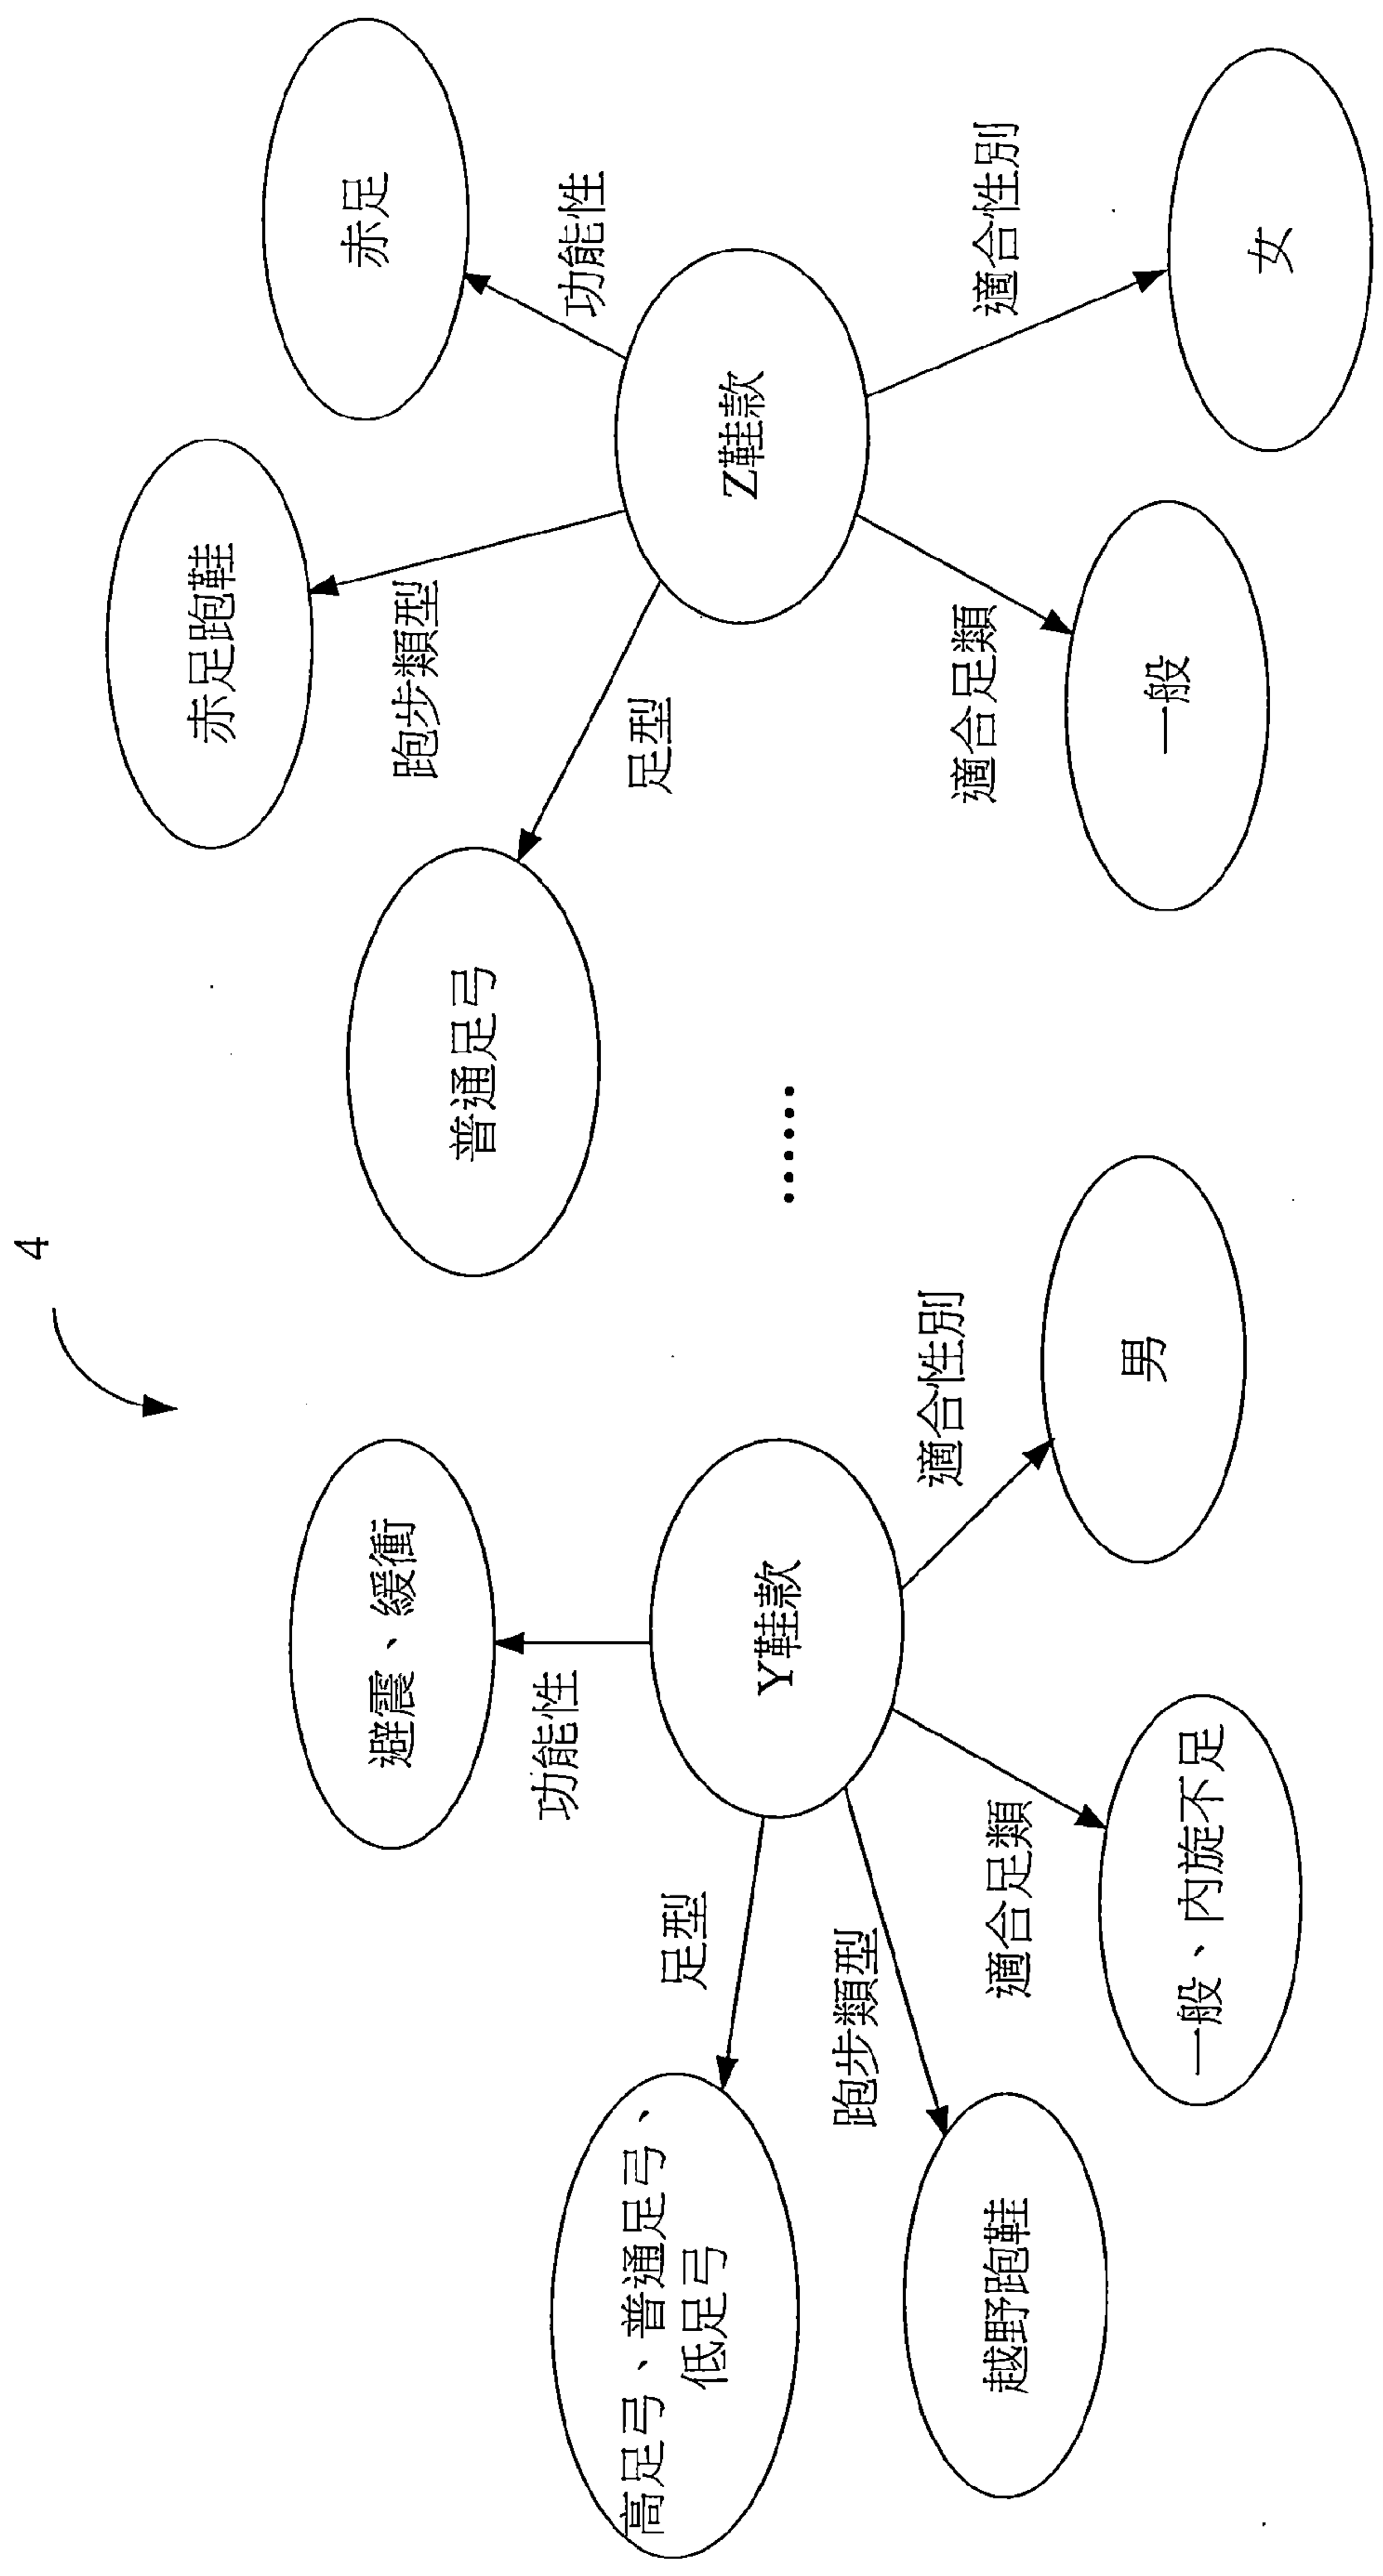 4
避震、緩衝
功能性
足型
高足弓、普通足弓、
低足弓
Y鞋款
跑步類型
越野跑鞋
適合足類
一般、內旋不足
適合性別
男
......
赤足跑鞋
跑步類型
赤足
功能性
普通足弓
足型
Z鞋款
適合足類
一般
適合性別
女